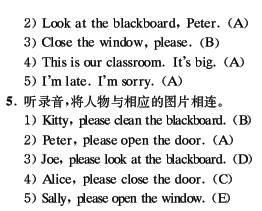 2) Look at the blackboard, Peter. (A)
3) Close the window, please. (B)
4) This is our classroom. It's big. (A)
5) I'm late. I'm sorry. (A)
5. 听录音,将人物与相应的图片相连。
1) Kitty, please clean the blackboard. (B)
2) Peter, please open the door. (A)
3) Joe, please look at the blackboard. (D)
4) Alice, please close the door. (C)
5) Sally, please open the window. (E)